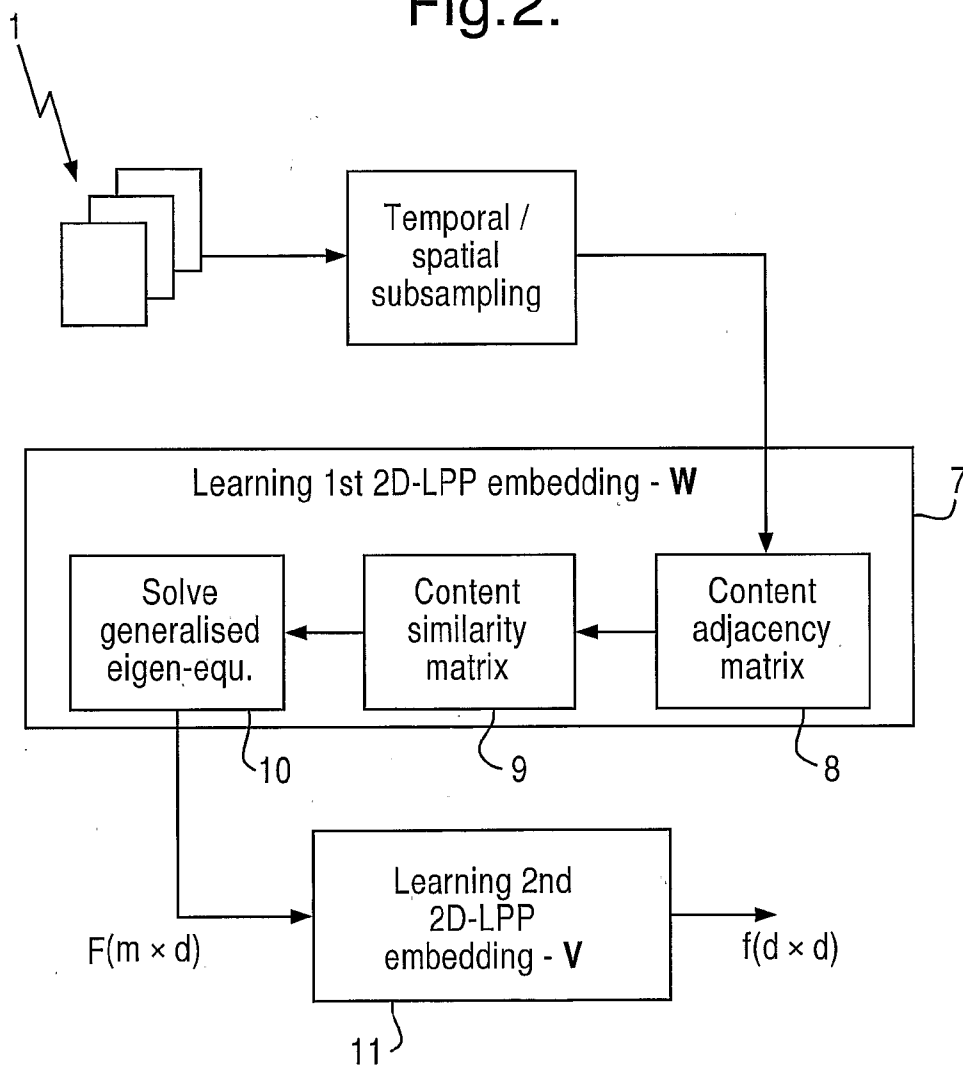 Fig.2.
1
Temporal /
spatial
subsampling
Learning 1st 2D-LPP embedding - W
7
Solve
generalised
eigen-equ.
Content
similarity
matrix
Content
adjacency
matrix
10
9
8
Learning 2nd
2D-LPP
embedding - V
F(m × d)
f(d × d)
11